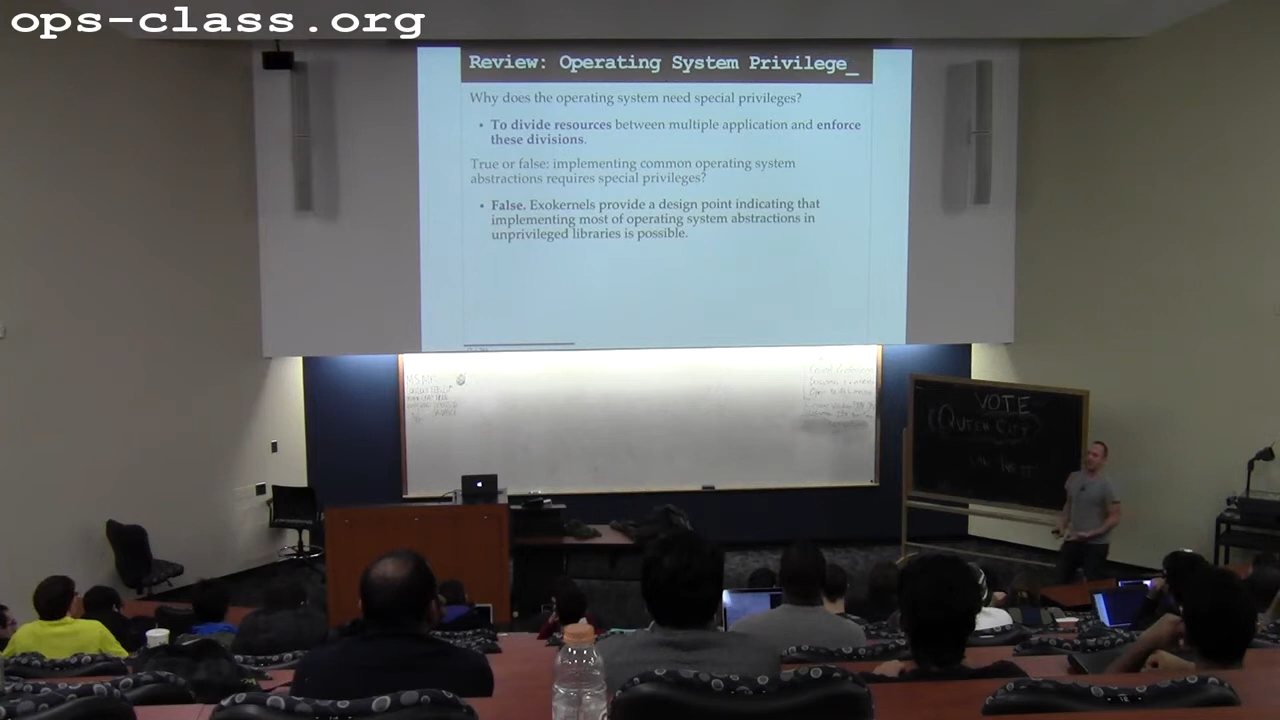 ops-class.org
Review: Operating System Privilege_
Why does the operating system need special privileges?
• To divide resources between multiple application and enforce
these divisions.
True or false: implementing common operating system
abstractions requires special privileges?
• False. Exokernels provide a design point indicating that
implementing most of operating system abstractions in
unprivileged libraries is possible.
VOTE